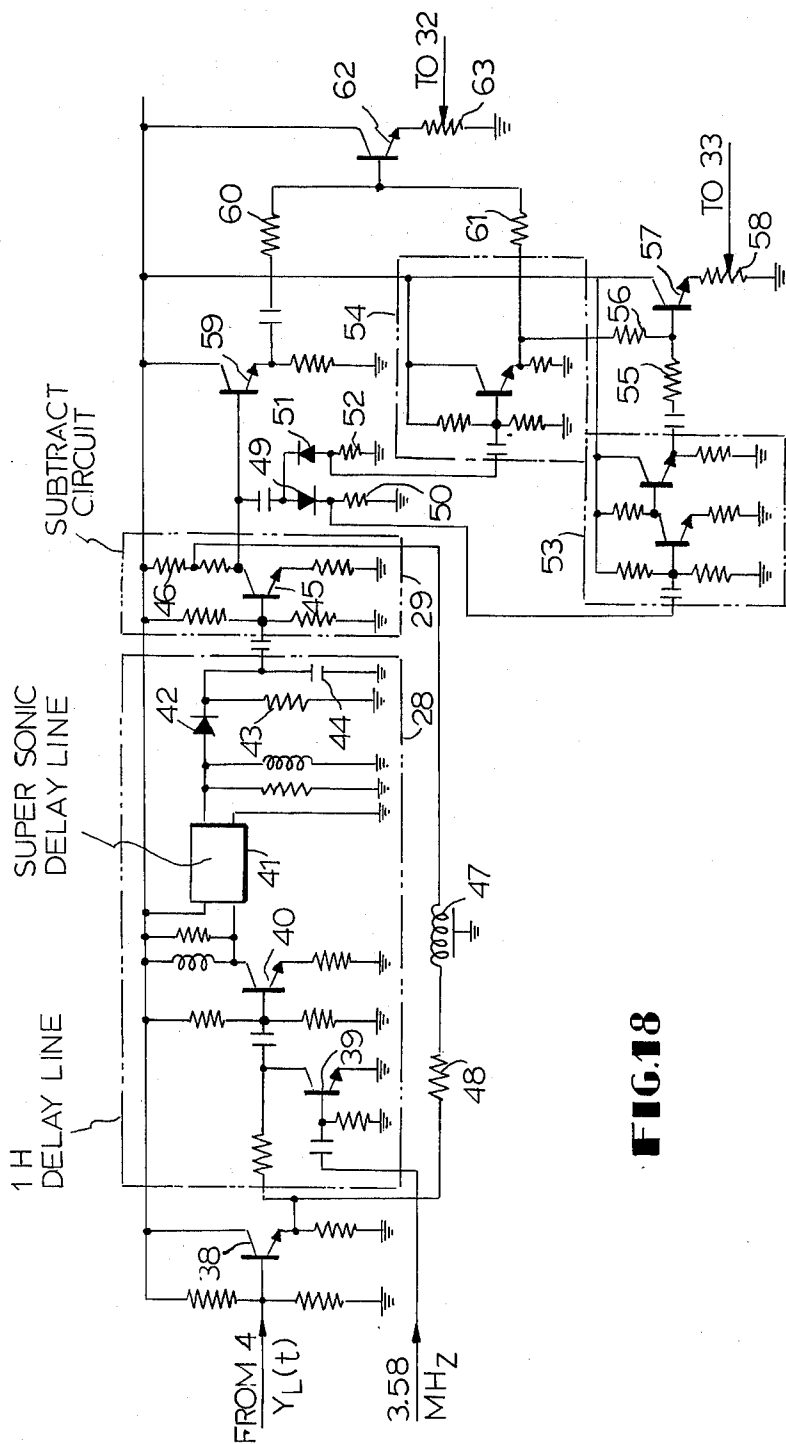 1 H
DELAY LINE
SUPER SONIC
DELAY LINE
SUBTRACT
CIRCUIT
FROM 4
YL(t)
3.58
MHZ
38
39
40
41
42
43
44
28
45
46
29
47
48
49
50
51
52
53
54
55
56
57
58
TO 33
59
60
61
62
63
TO 32
FIG.18